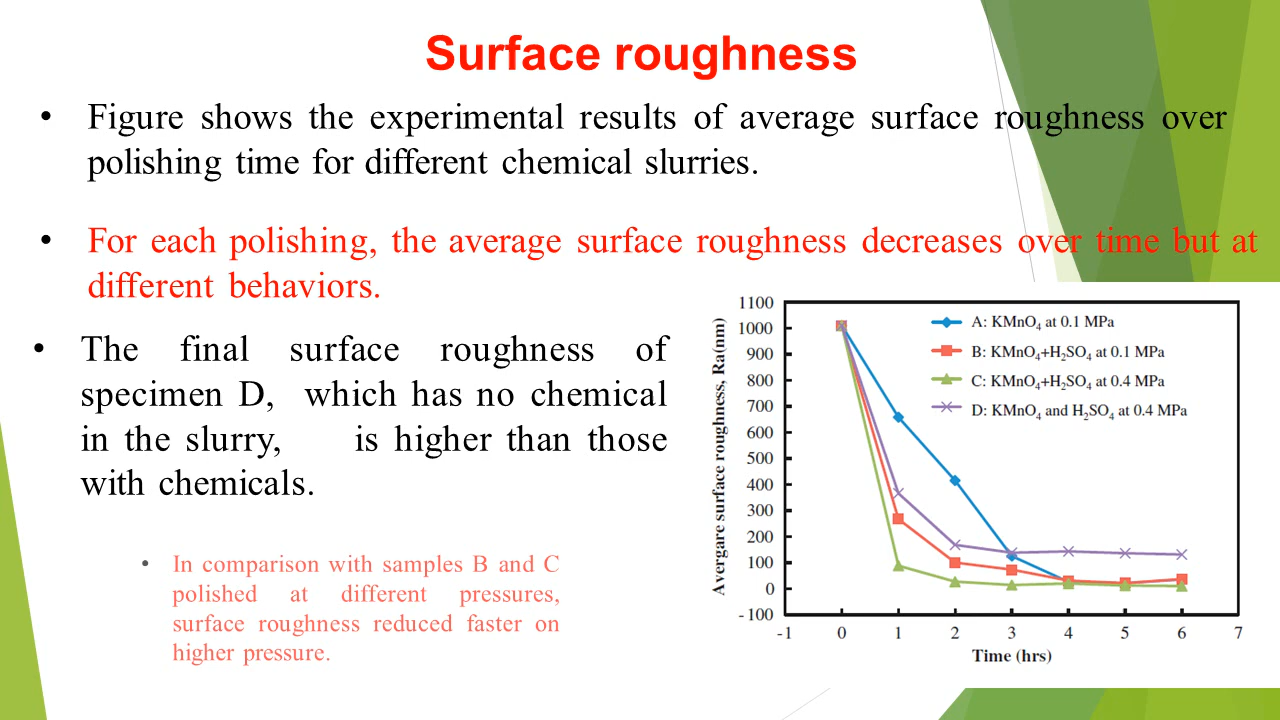 Surface roughness
• Figure shows the experimental results of average surface roughness over
polishing time for different chemical slurries.
• For each polishing, the average surface roughness decreases over time but at
different behaviors.
• The final surface roughness of
specimen D, which has no chemical
in the slurry, is higher than those
with chemicals.
• In comparison with samples B and C
polished at different pressures,
surface roughness reduced faster on
higher pressure.
Avergare surface roughness, Ra(nm)
1100
1000
900
800
700
600
500
400
300
200
100
0
-100
A: KMnO₄ at 0.1 MPa
B: KMnO₄+H₂SO₄ at 0.1 MPa
C: KMnO₄+H₂SO₄ at 0.4 MPa
D: KMnO₄ and H₂SO₄ at 0.4 MPa
-1 0 1 2 3 4 5 6 7
Time (hrs)